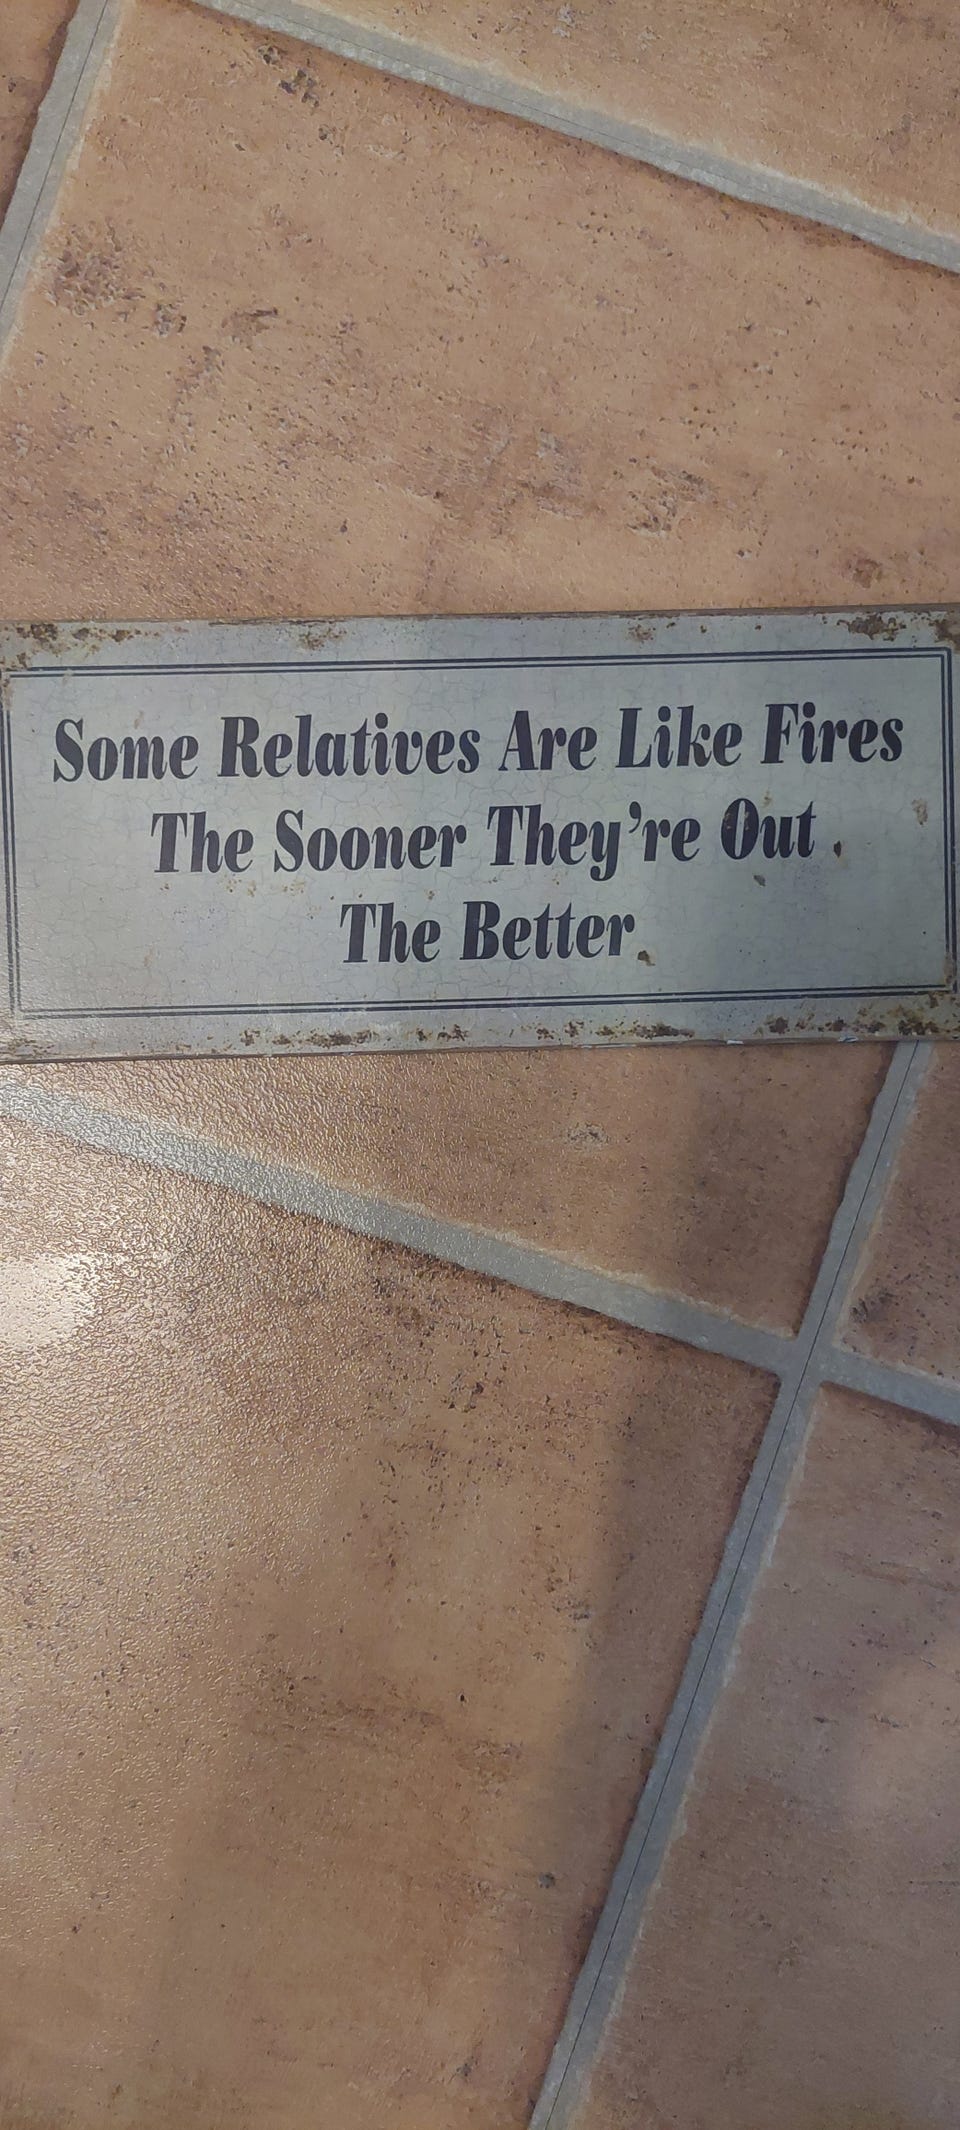 Some Relatives Are Like Fires
The Sooner They're Out
The Better